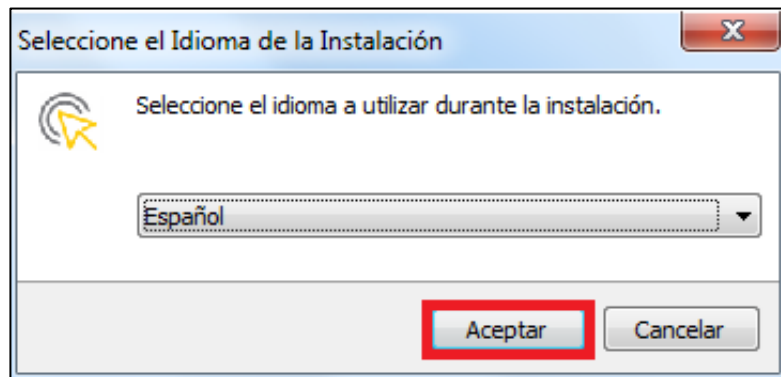 Seleccione el Idioma de la Instalación
Seleccione el idioma a utilizar durante la instalación.
Español
Aceptar
Cancelar